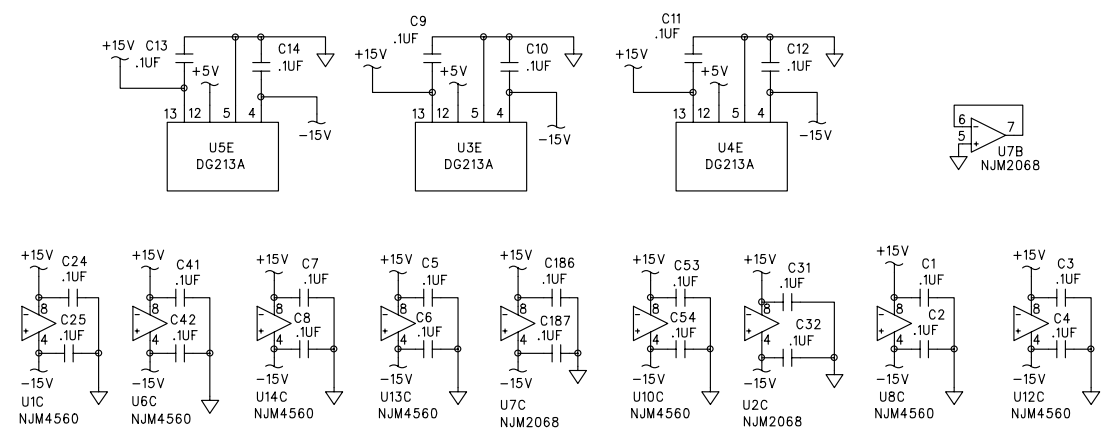 +15V C13 .1UF +5V C14 .1UF -15V
13 12 5 4
U5E
DG213A
C9 .1UF +15V +5V C10 .1UF -15V
13 12 5 4
U3E
DG213A
C11 .1UF +15V +5V C12 .1UF -15V
13 12 5 4
U4E
DG213A
6 - 7
5 +
U7B
NJM2068
+15V C24 .1UF
8 - +
C25 .1UF
4
-15V
U1C
NJM4560
+15V C41 .1UF
8 - +
C42 .1UF
4
-15V
U6C
NJM4560
+15V C7 .1UF
8 - +
C8 .1UF
4
-15V
U14C
NJM4560
+15V C5 .1UF
8 - +
C6 .1UF
4
-15V
U13C
NJM4560
+15V C186 .1UF
8 - +
C187 .1UF
4
-15V
U7C
NJM2068
+15V C53 .1UF
8 - +
C54 .1UF
4
-15V
U10C
NJM4560
+15V C31 .1UF
8 - +
C32 .1UF
4
-15V
U2C
NJM2068
+15V C1 .1UF
8 - +
C2 .1UF
4
-15V
U8C
NJM4560
+15V C3 .1UF
8 - +
C4 .1UF
4
-15V
U12C
NJM4560